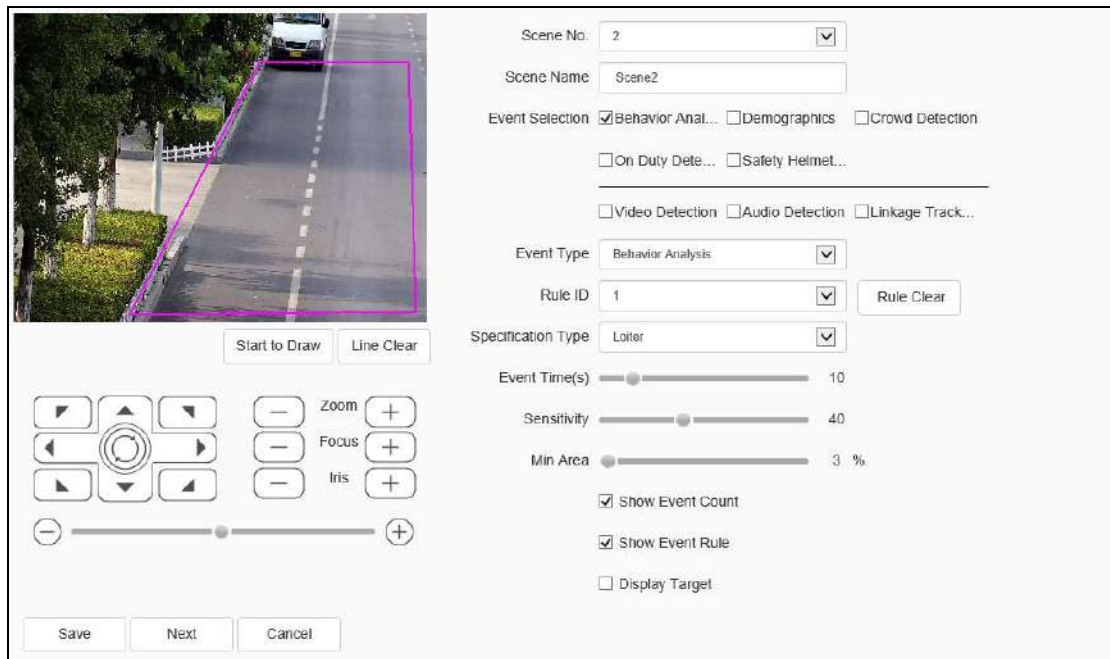 Scene No. 2
Scene Name Scene2
Event Selection Behavior Anal... Demographics Crowd Detection
On Duty Dete... Safety Helmet...
Video Detection Audio Detection Linkage Track...
Event Type Behavior Analysis
Rule ID 1 Rule Clear
Specification Type Loiter
Event Time(s) 10
Sensitivity 40
Min Area 3 %
Show Event Count
Show Event Rule
Display Target
Start to Draw Line Clear
Zoom
Focus
Iris
Save Next Cancel